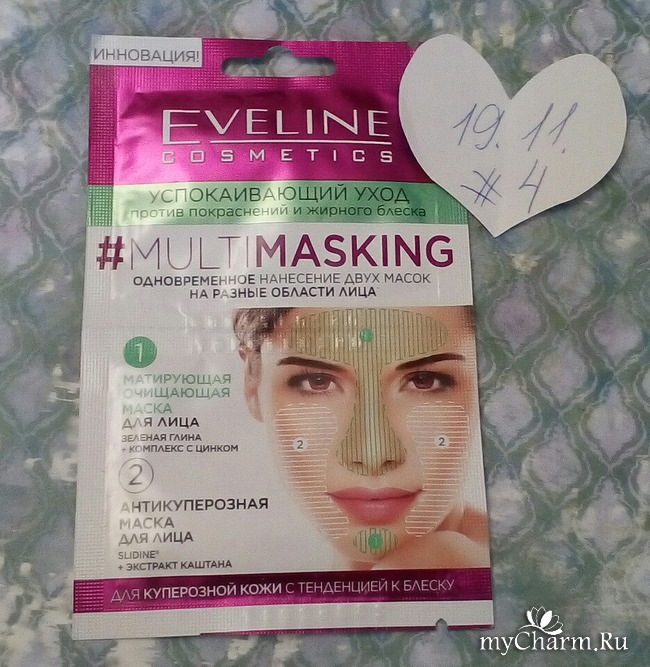 ИННОВАЦИЯ!
EVELINE
COSMETICS
УСПОКАИВАЮЩИЙ УХОД
против покраснений и жирного блеска
#MULTIMASKING
ОДНОВРЕМЕННОЕ НАНЕСЕНИЕ ДВУХ МАСОК
НА РАЗНЫЕ ОБЛАСТИ ЛИЦА
1
МАТИРУЮЩАЯ
ОЧИЩАЮЩАЯ
МАСКА
ДЛЯ ЛИЦА
ЗЕЛЕНАЯ ГЛИНА
+ КОМПЛЕКС С ЦИНКОМ
2
АНТИКУПЕРОЗНАЯ
МАСКА
ДЛЯ ЛИЦА
SLIDINE®
+ ЭКСТРАКТ КАШТАНА
1
2
2
1
ДЛЯ КУПЕРОЗНОЙ КОЖИ С ТЕНДЕНЦИЕЙ К БЛЕСКУ
19.11.
# 4
myCharm.Ru